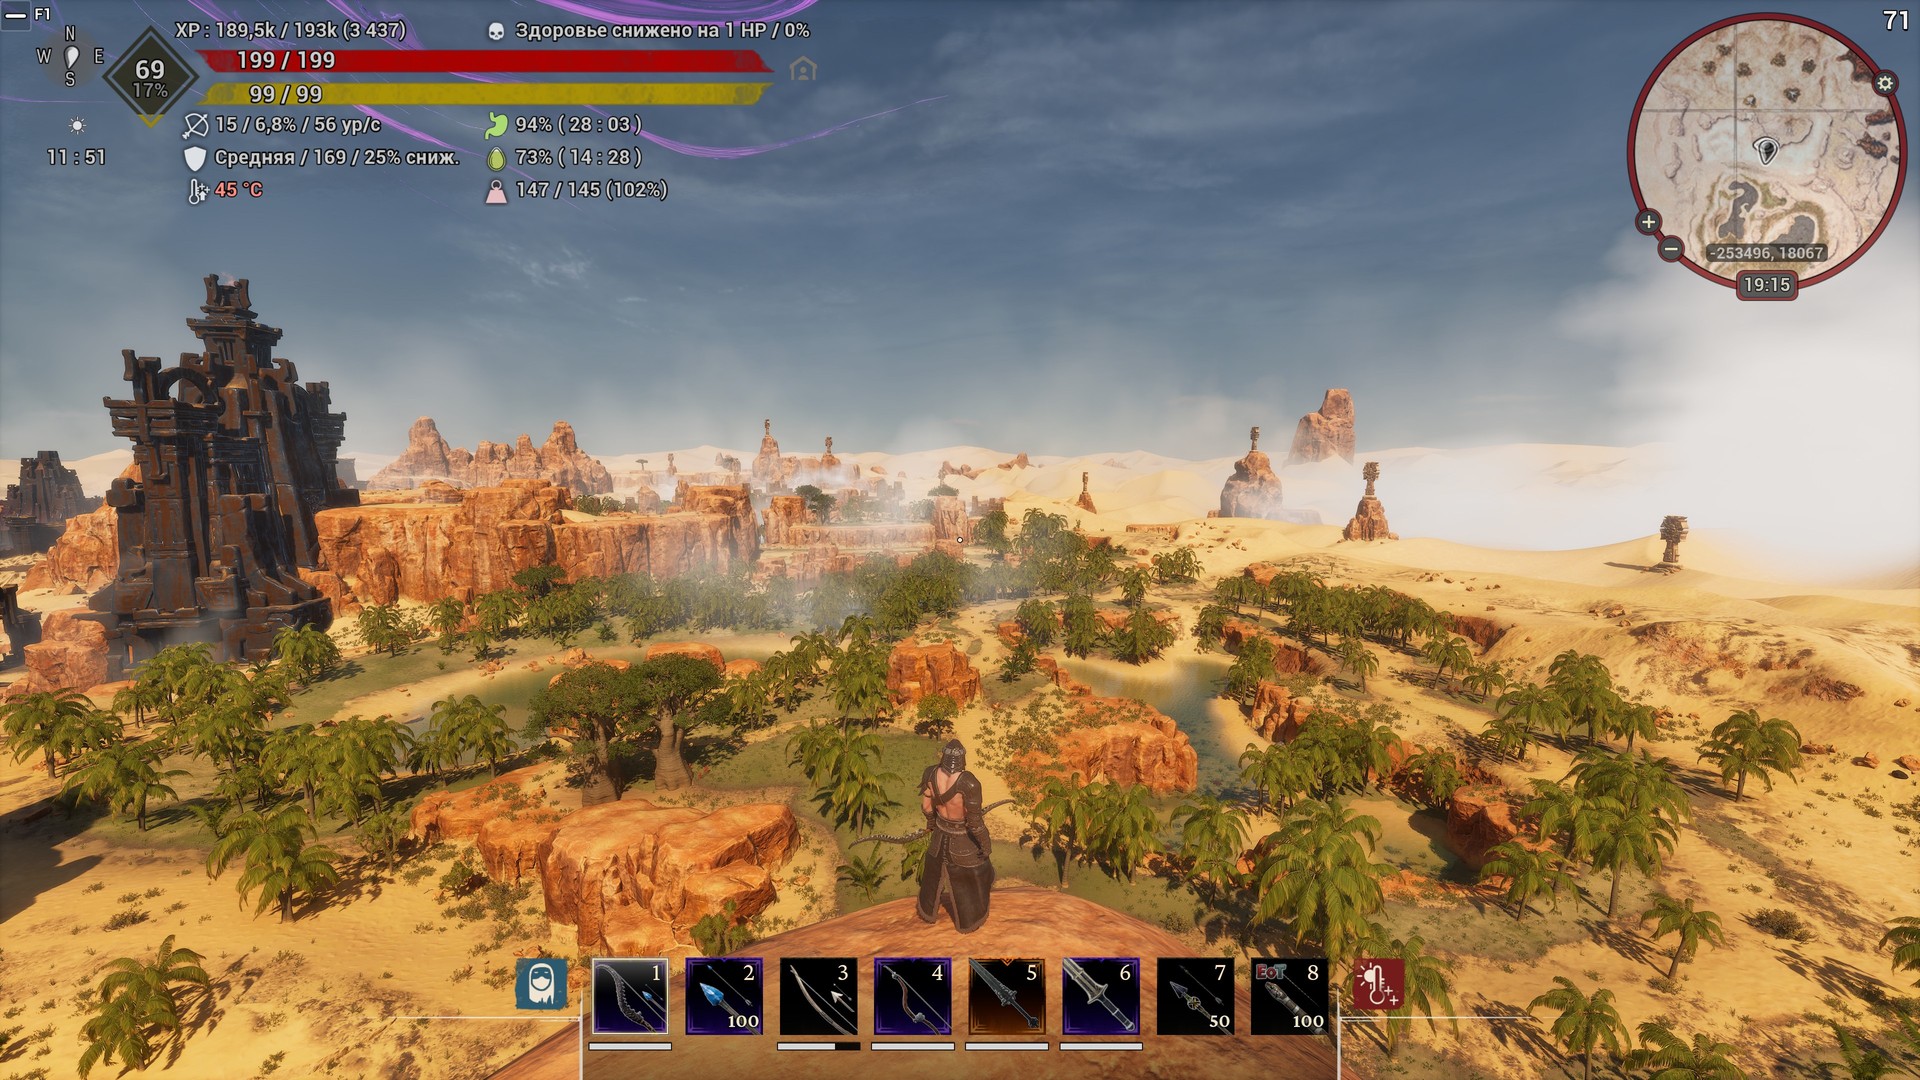 F1
71
N
W E
S
XP : 189,5k / 193k (3 437)
Здоровье снижено на 1 HP / 0%
69
17%
199 / 199
99 / 99
11 : 51
15 / 6,8% / 56 ур/с
94% ( 28 : 03 )
Средняя / 169 / 25% сниж.
73% ( 14 : 28 )
45 °C
147 / 145 (102%)
-253496, 18067
19:15
1 2 3 4 5 6 7 8
EoT
100 50 100